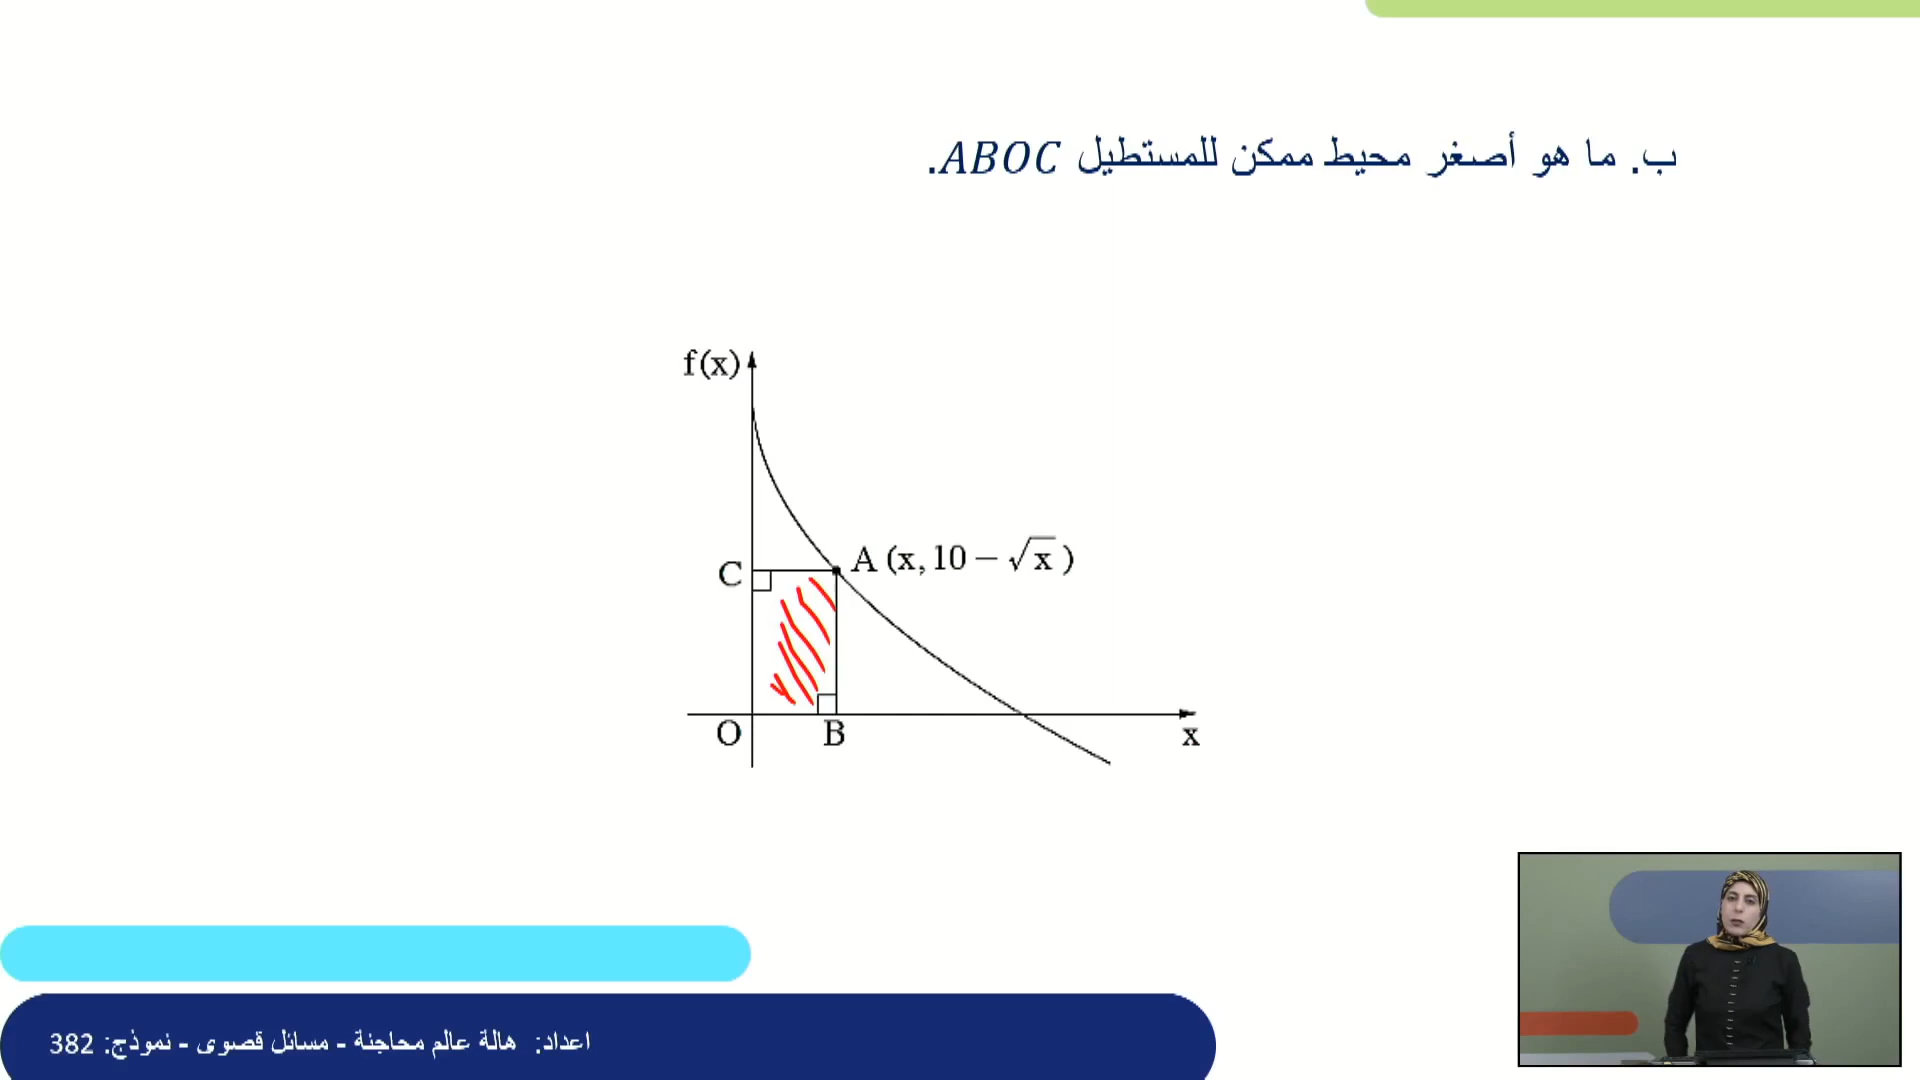 ب. ما هو أصغر محيط ممكن للمستطيل ABOC.
f(x)
C
A (x, 10 − √x )
O
B
x
اعداد: هالة عالم محاجنة - مسائل قصوى - نموذج: 382